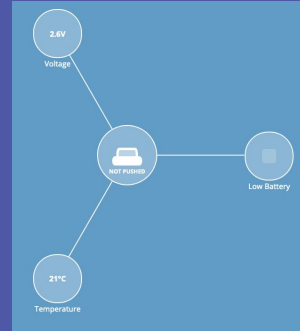 2.6V
Voltage
NOT PUSHED
Low Battery
21°C
Temperature